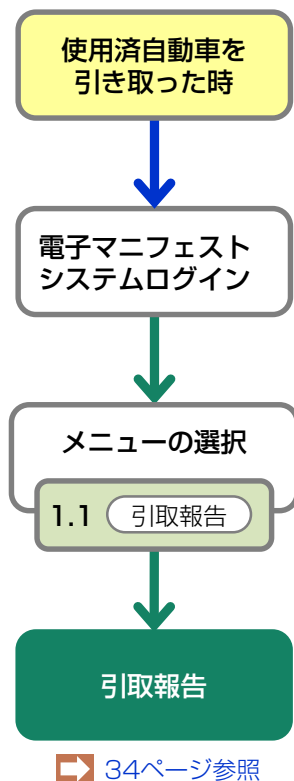 使用済自動車を
引き取った時
電子マニフェスト
システムログイン
メニューの選択
1.1 引取報告
引取報告
34ページ参照